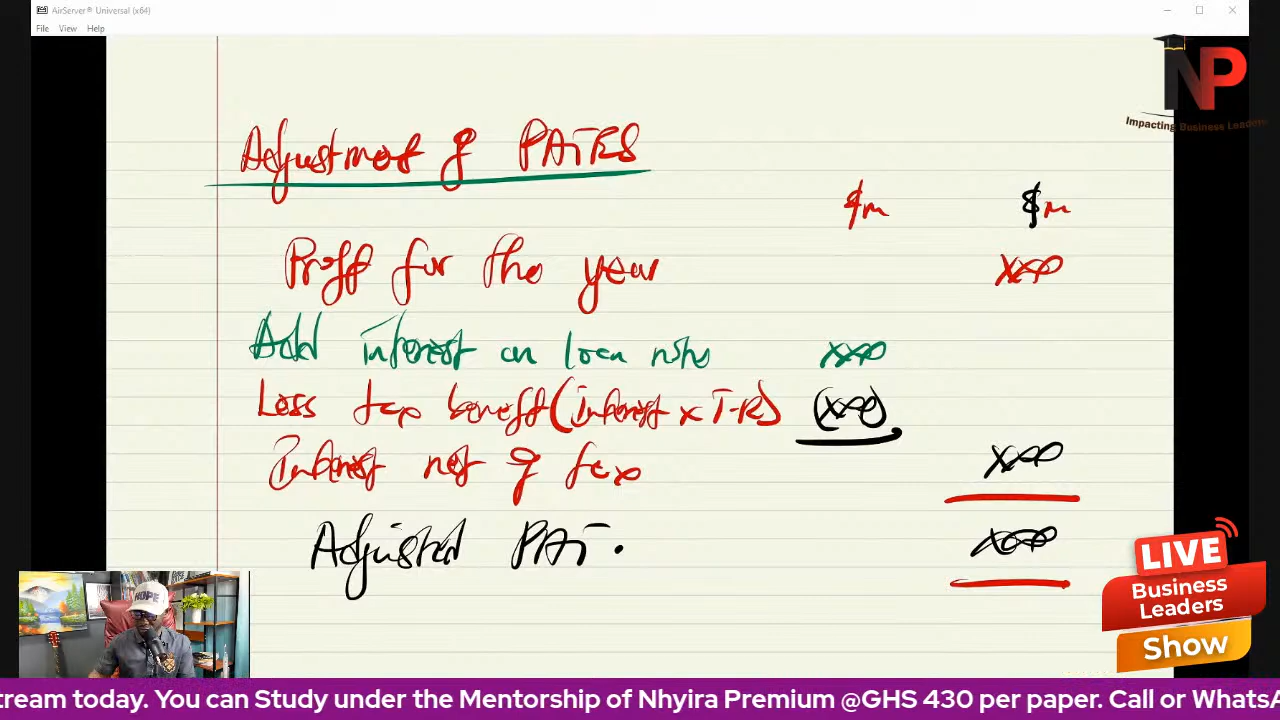 AirServer® Universal (x64)
File View Help
NP
Impacting Business Leaders
Adjustment of PATRS
$m $m
Profit for the year xxx
Add interest on loan notes xxx
Less tax benefit (Interest x T-R) (xxx)
Interest net of tax xxx
Adjusted PAT. xxx
LIVE
Business
Leaders
Show
HOPE
tream today. You can Study under the Mentorship of Nhyira Premium @GHS 430 per paper. Call or WhatsA